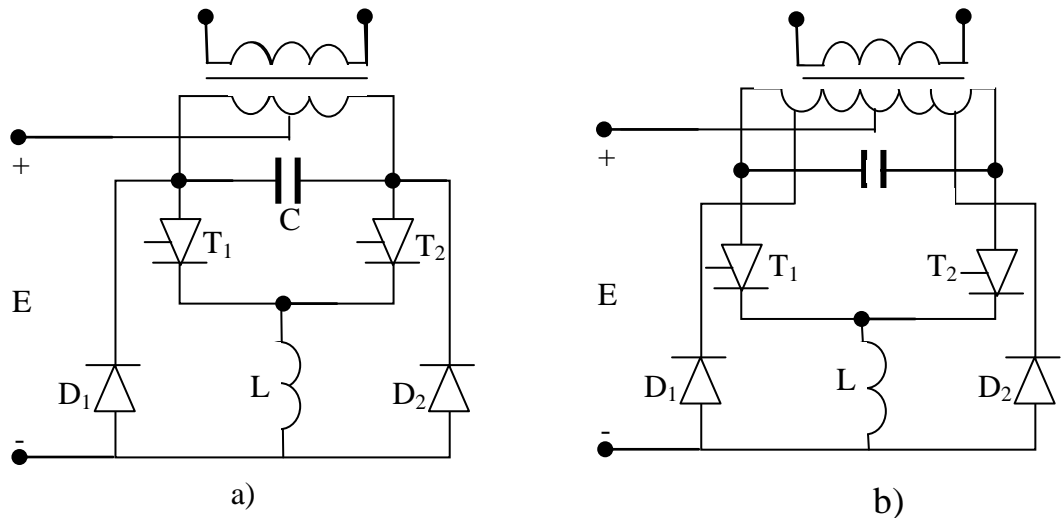 +
C
T₁
T₂
E
D₁
L
D₂
-
a)
+
T₁
T₂
E
D₁
L
D₂
-
b)